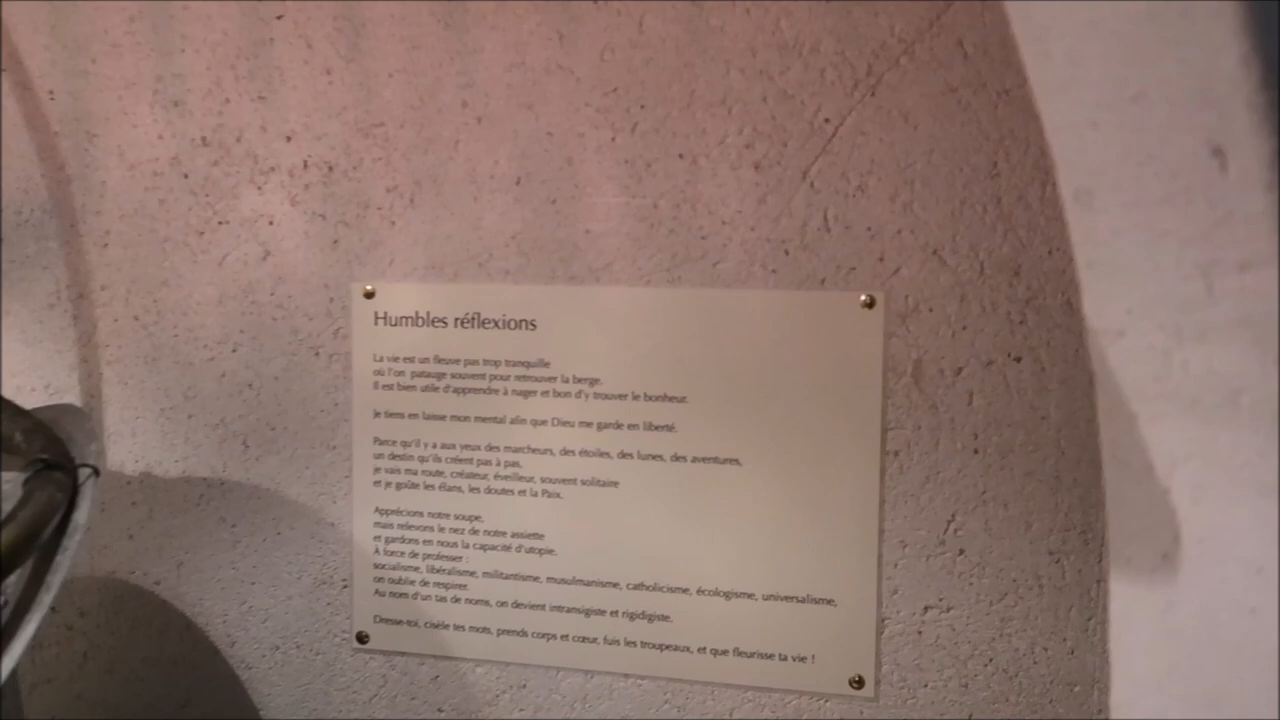 Humbles réflexions
La vie est un fleuve pas trop tranquille
où l'on patauge souvent pour retrouver la berge.
Il est bien utile d'apprendre à nager et bon d'y trouver le bonheur.
Je tiens en laisse mon mental afin que Dieu me garde en liberté.
Parce qu'il y a aux yeux des marcheurs, des étoiles, des lunes, des aventures,
un destin qu'ils créent pas à pas,
je vais ma route, créateur, éveilleur, souvent solitaire
et je goûte les élans, les doutes et la Paix.
Apprécions notre soupe,
mais relevons le nez de notre assiette
et gardons en nous la capacité d'utopie.
À force de professer :
socialisme, libéralisme, militantisme, musulmanisme, catholicisme, écologisme, universalisme,
on oublie de respirer.
Au nom d'un tas de noms, on devient intransigiste et rigidigiste.
Dresse-toi, cisèle tes mots, prends corps et cœur, fuis les troupeaux, et que fleurisse ta vie !